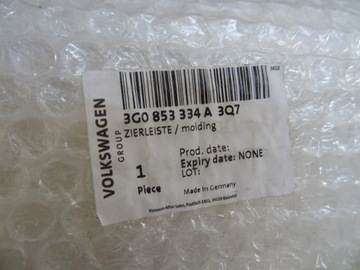 VOLKSWAGEN
GROUP
3G0 853 334 A 3Q7
ZIERLEISTE / molding
Prod. date:
Expiry date: NONE
LOT:
1
Piece
Made in Germany